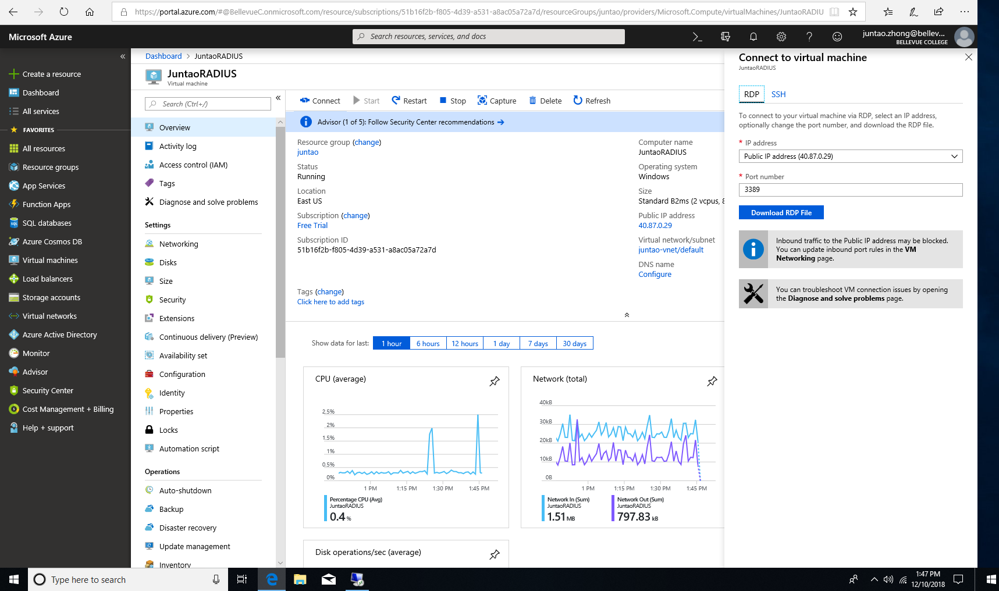 https://portal.azure.com/#@BellevueC.onmicrosoft.com/resource/subscriptions/51b16f2b-f805-4d39-a531-a8ac05a72a7d/resourceGroups/juntao/providers/Microsoft.Compute/virtualMachines/JuntaoRADIU
Microsoft Azure
Search resources, services, and docs
juntao.zhong@bellev...
BELLEVUE COLLEGE
Create a resource
Dashboard
All services
FAVORITES
All resources
Resource groups
App Services
Function Apps
SQL databases
Azure Cosmos DB
Virtual machines
Load balancers
Storage accounts
Virtual networks
Azure Active Directory
Monitor
Advisor
Security Center
Cost Management + Billing
Help + support
Dashboard > JuntaoRADIUS
JuntaoRADIUS
Virtual machine
Search (Ctrl+/)
Overview
Activity log
Access control (IAM)
Tags
Diagnose and solve problems
Settings
Networking
Disks
Size
Security
Extensions
Continuous delivery (Preview)
Availability set
Configuration
Identity
Properties
Locks
Automation script
Operations
Auto-shutdown
Backup
Disaster recovery
Update management
Inventory
Connect Start Restart Stop Capture Delete Refresh
Advisor (1 of 5): Follow Security Center recommendations →
Resource group (change)
juntao
Status
Running
Location
East US
Subscription (change)
Free Trial
Subscription ID
51b16f2b-f805-4d39-a531-a8ac05a72a7d
Computer name
JuntaoRADIUS
Operating system
Windows
Size
Standard B2ms (2 vcpus, 8
Public IP address
40.87.0.29
Virtual network/subnet
juntao-vnet/default
DNS name
Configure
Tags (change)
Click here to add tags
Show data for last: 1 hour 6 hours 12 hours 1 day 7 days 30 days
CPU (average)
2.5%
2%
1.5%
1%
0.5%
0%
1 PM 1:15 PM 1:30 PM 1:45 PM
Percentage CPU (Avg)
JuntaoRADIUS
0.4 %
Network (total)
40kB
30kB
20kB
10kB
0B
1 PM 1:15 PM 1:30 PM 1:45 PM
Network In (Sum)
JuntaoRADIUS
1.51 MB
Network Out (Sum)
JuntaoRADIUS
797.83 kB
Disk operations/sec (average)
Connect to virtual machine
JuntaoRADIUS
RDP SSH
To connect to your virtual machine via RDP, select an IP address,
optionally change the port number, and download the RDP file.
* IP address
Public IP address (40.87.0.29)
* Port number
3389
Download RDP File
Inbound traffic to the Public IP address may be blocked.
You can update inbound port rules in the VM
Networking page.
You can troubleshoot VM connection issues by opening
the Diagnose and solve problems page.
Type here to search
1:47 PM
12/10/2018